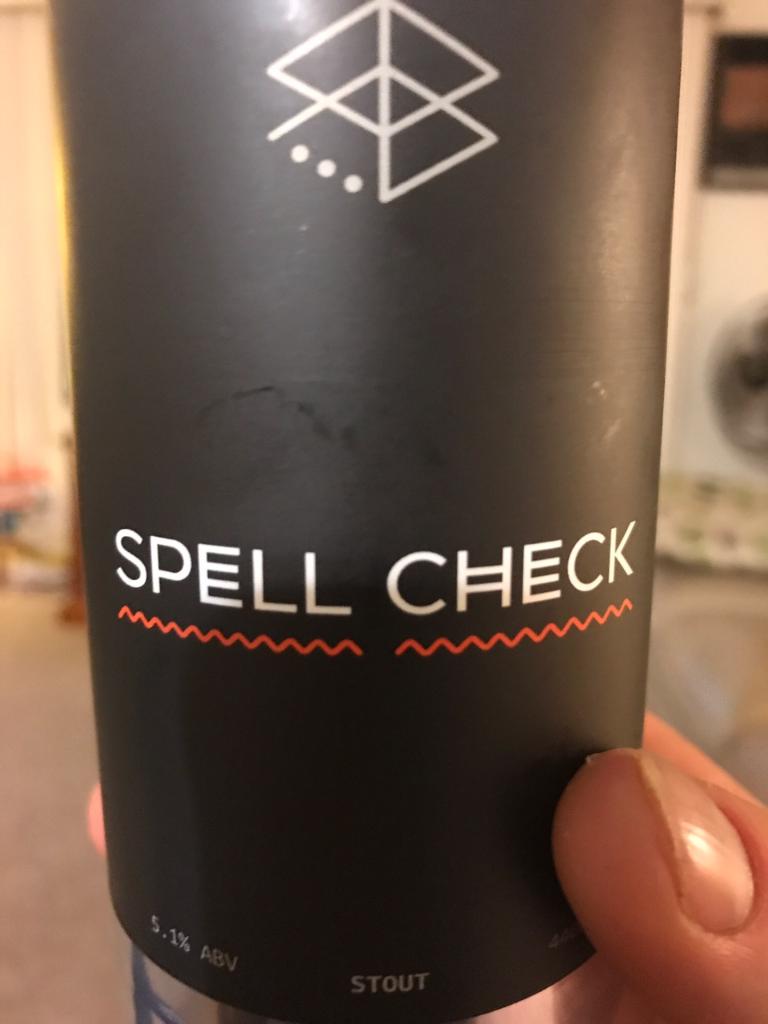 SPELL CHECK
5.1% ABV
STOUT